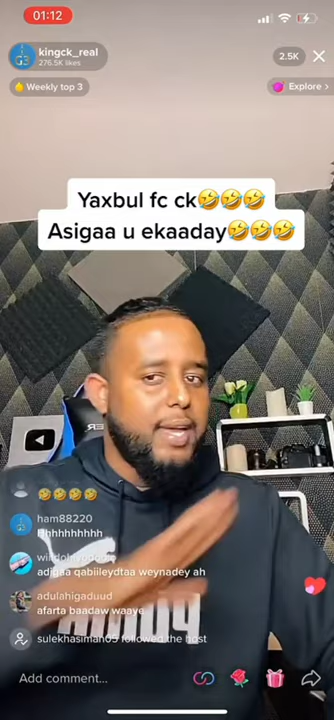 01:12
kingck_real
276.5K likes
2.5K
Weekly top 3
Explore >
Yaxbul fc ck🤣🤣🤣
Asigaa u ekaaday🤣🤣🤣
🤣🤣🤣🤣
ham88220
hhhhhhhhhh
adigaa qabiileydtaa weynadey ah
adulahigaduud
afarta baadaw waaye
sulekhasiman05 followed the host
Add comment...